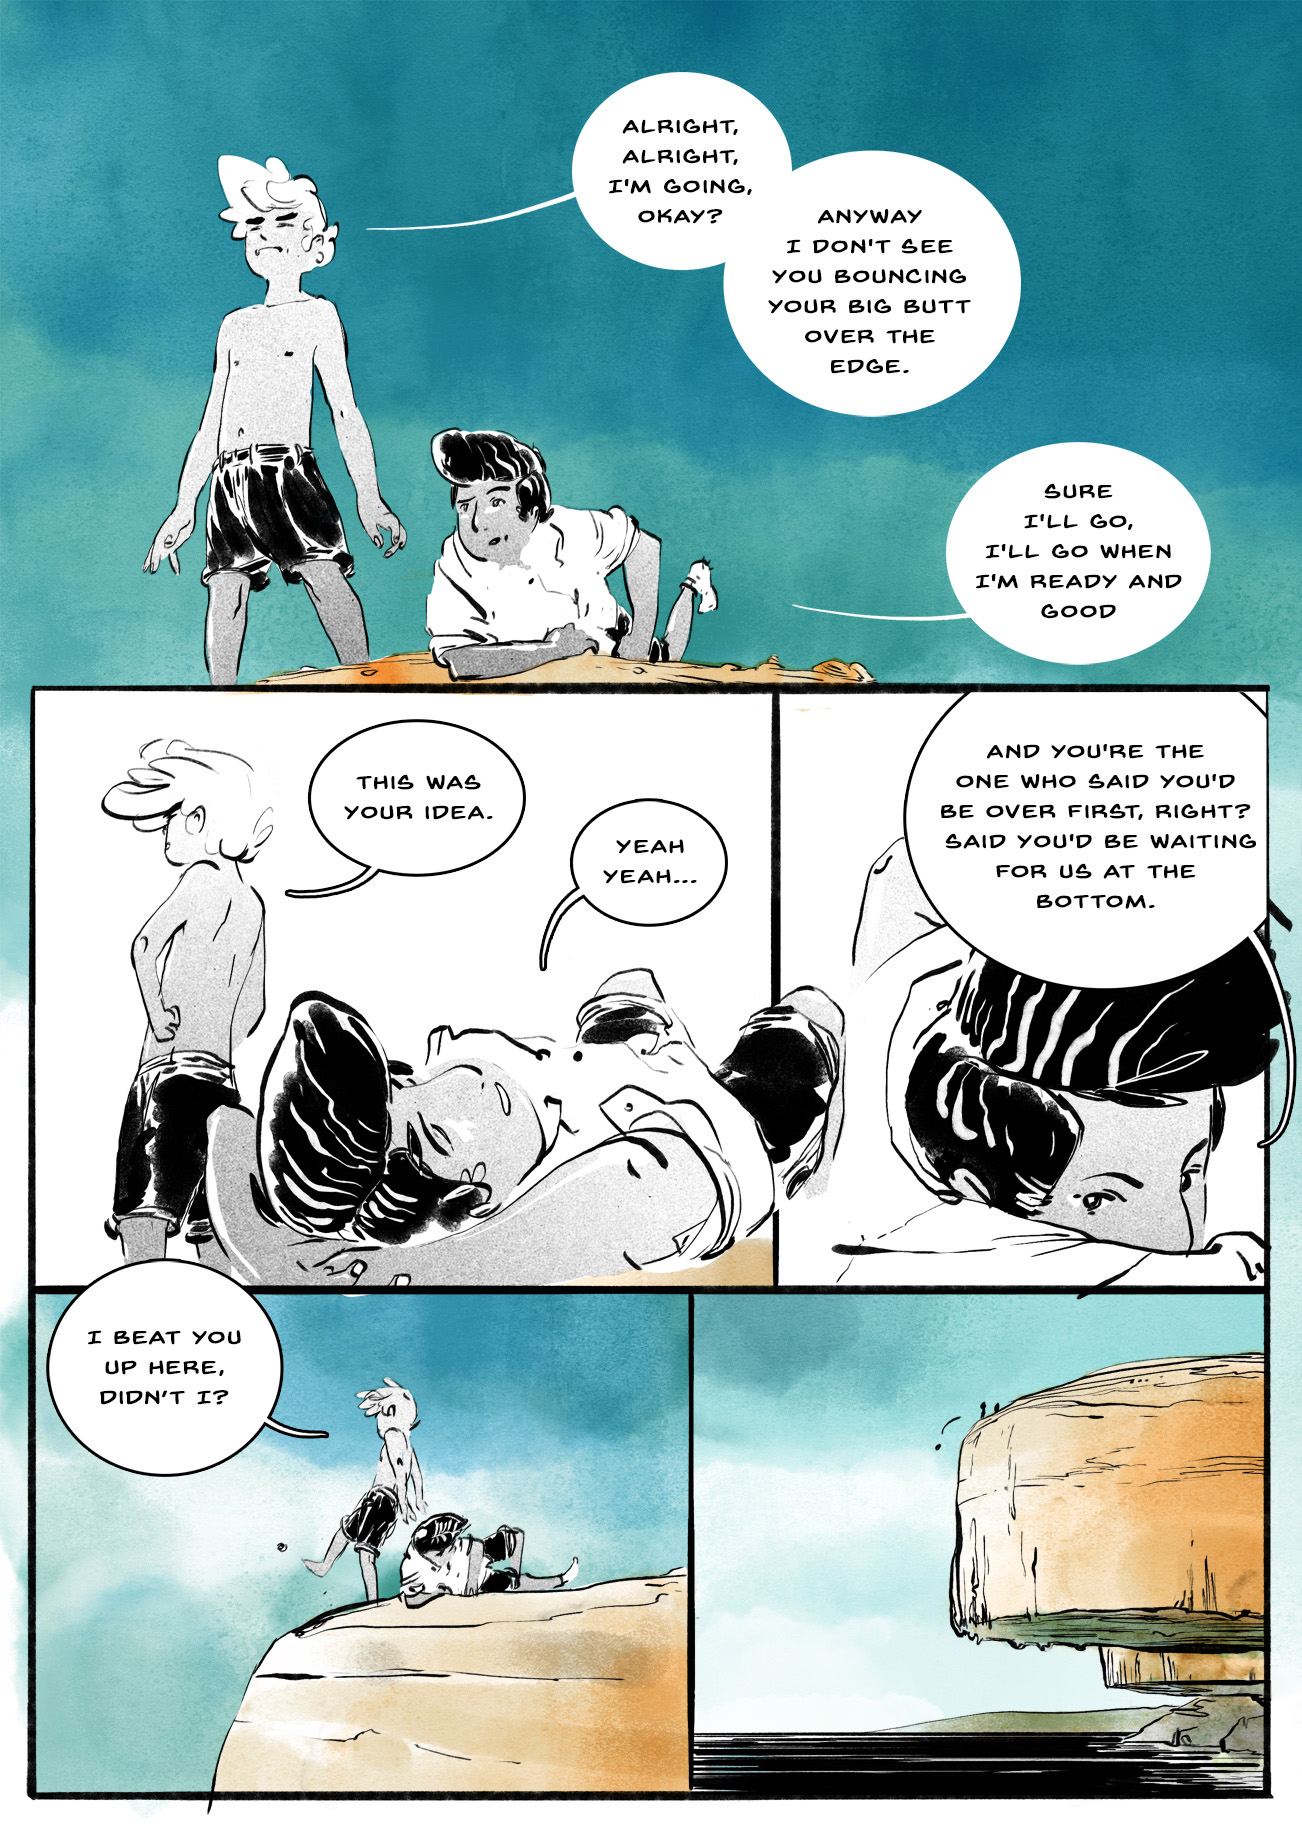 ALRIGHT,
ALRIGHT,
I'M GOING,
OKAY?
ANYWAY
I DON'T SEE
YOU BOUNCING
YOUR BIG BUTT
OVER THE
EDGE.
SURE
I'LL GO,
I'LL GO WHEN
I'M READY AND
GOOD
THIS WAS
YOUR IDEA.
YEAH
YEAH...
AND YOU'RE THE
ONE WHO SAID YOU'D
BE OVER FIRST, RIGHT?
SAID YOU'D BE WAITING
FOR US AT THE
BOTTOM.
I BEAT YOU
UP HERE,
DIDN'T I?